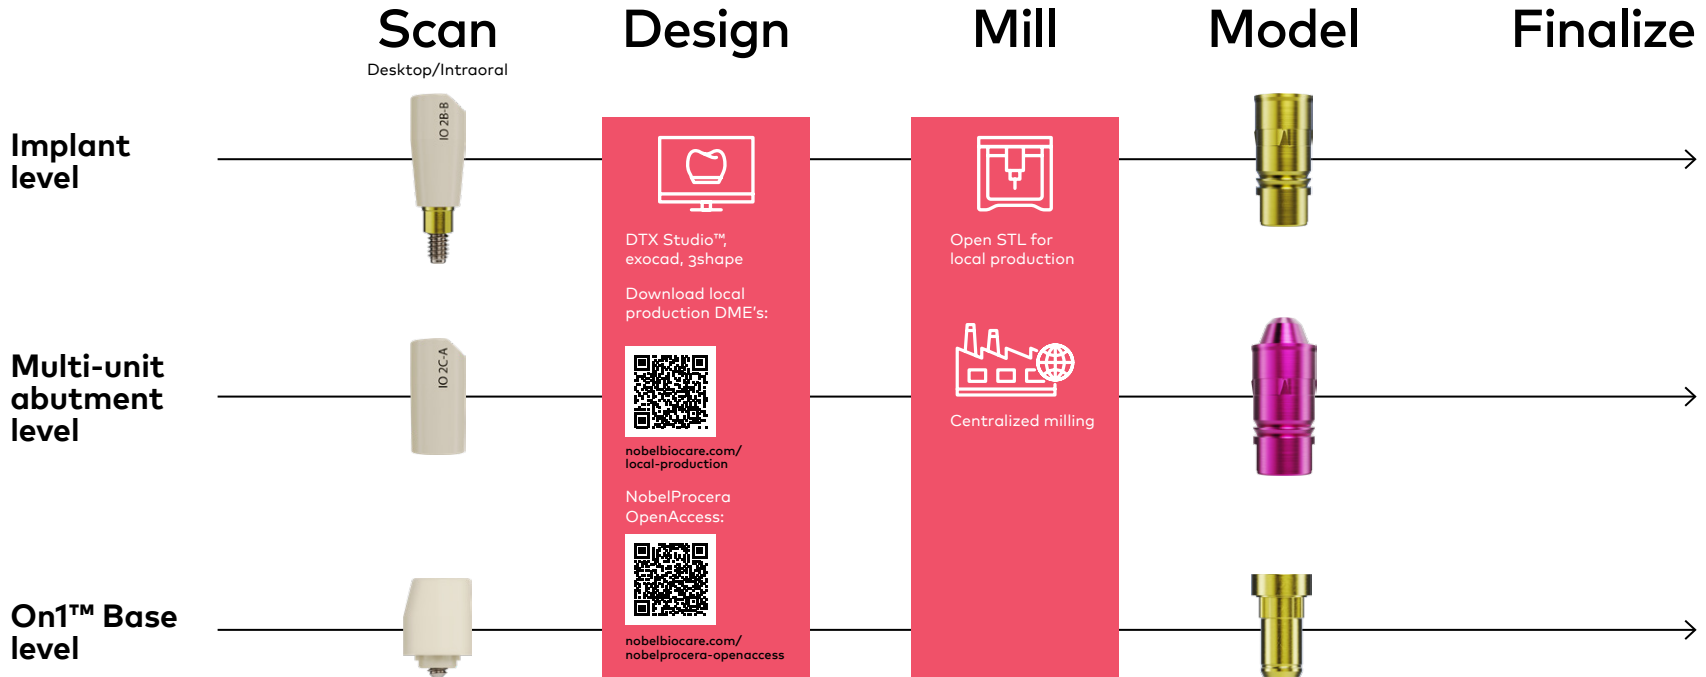 Scan
Design
Mill
Model
Finalize
Desktop/Intraoral
Implant
level
IO 2B-B
DTX Studio™,
exocad, 3shape
Download local
production DME's:
nobelbiocare.com/
local-production
NobelProcera
OpenAccess:
nobelbiocare.com/
nobelprocera-openaccess
Open STL for
local production
Centralized milling
Multi-unit
abutment
level
IO 2C-A
On1™ Base
level